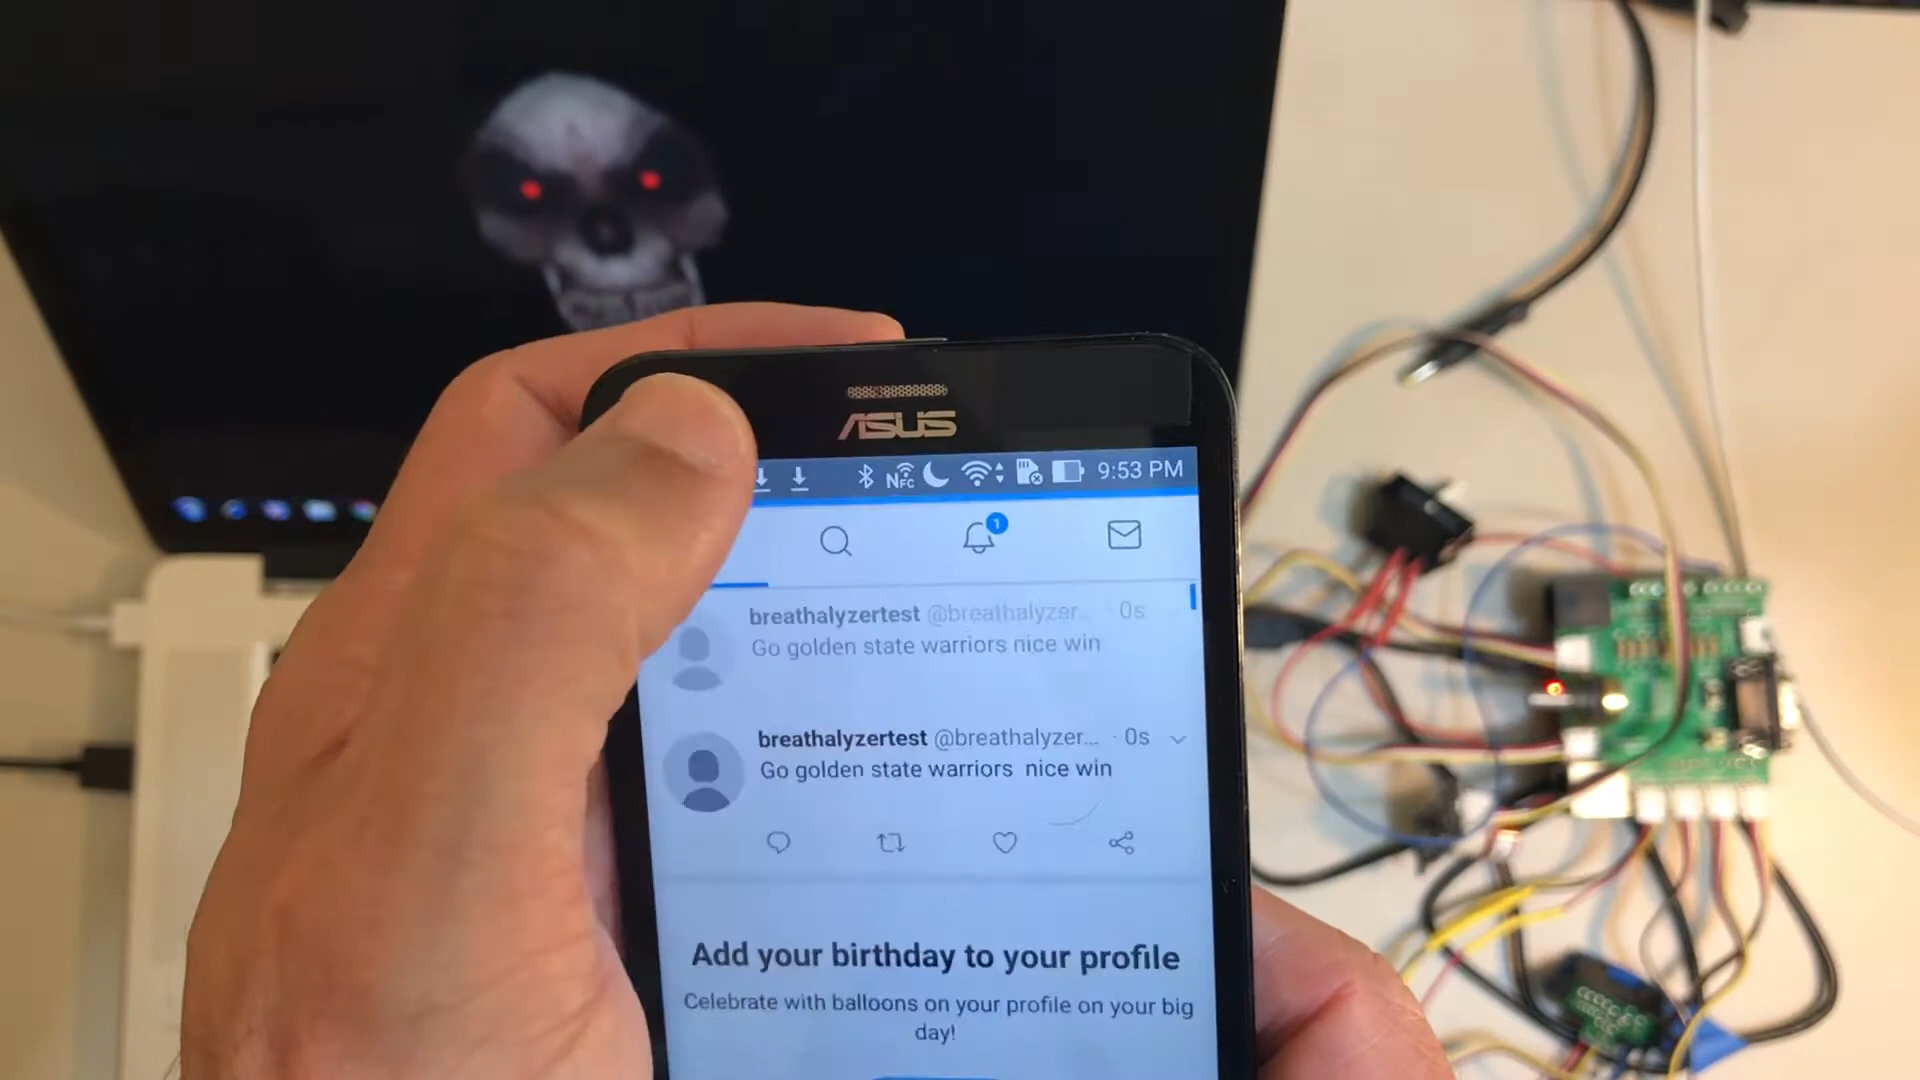 ASUS
NFC 9:53 PM
1
breathalyzertest @breathalyzer... · 0s
Go golden state warriors nice win
breathalyzertest @breathalyzer... · 0s
Go golden state warriors  nice win
Add your birthday to your profile
Celebrate with balloons on your profile on your big
day!